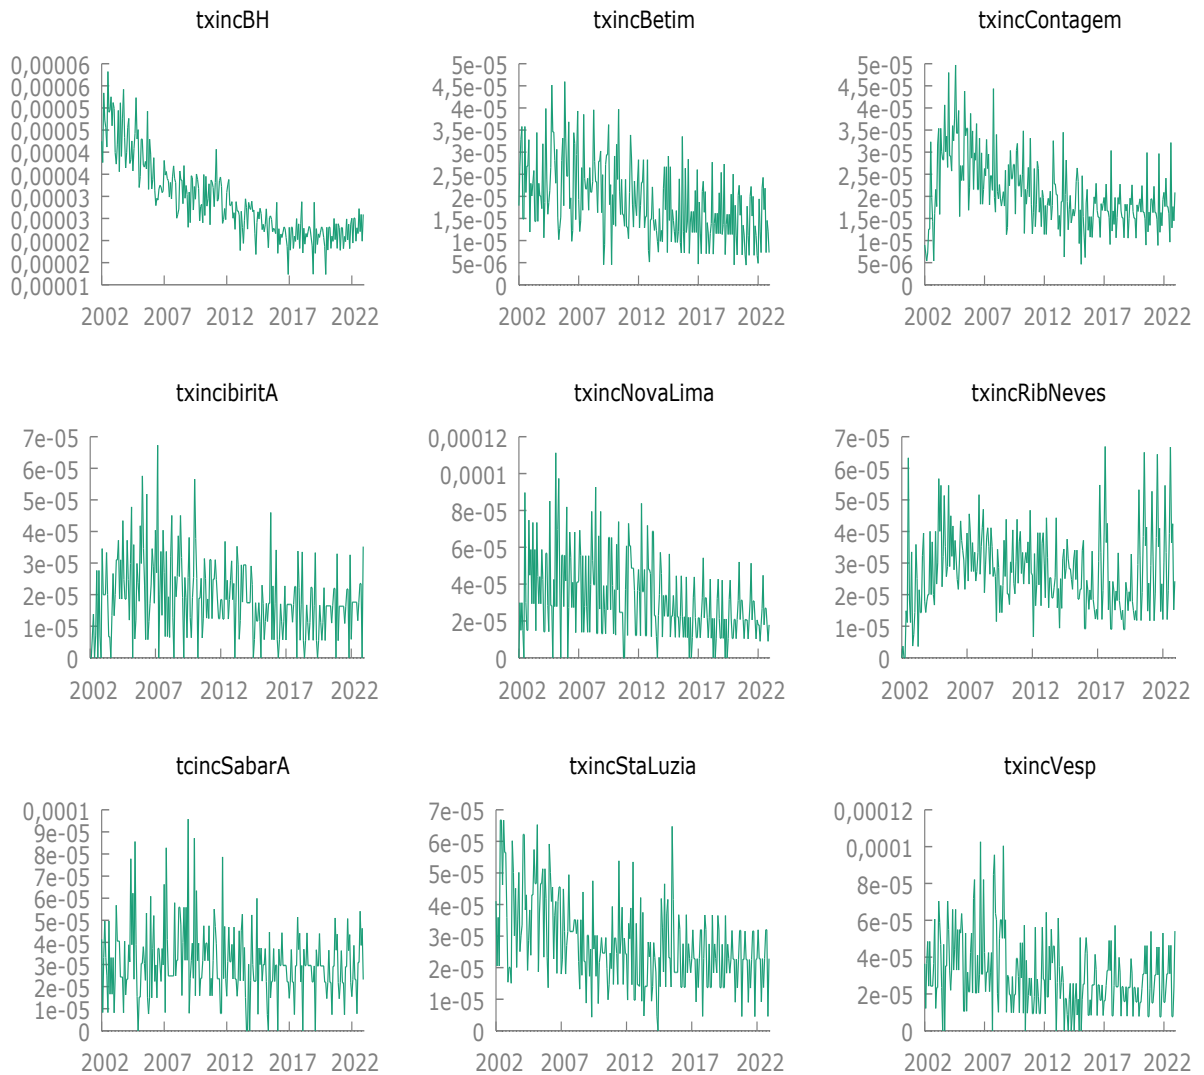 txincBH
0,00006
0,00006
0,00005
0,00005
0,00004
0,00004
0,00003
0,00003
0,00002
0,00002
0,00001
2002 2007 2012 2017 2022
txincBetim
5e-05
4,5e-05
4e-05
3,5e-05
3e-05
2,5e-05
2e-05
1,5e-05
1e-05
5e-06
0
2002 2007 2012 2017 2022
txincContagem
5e-05
4,5e-05
4e-05
3,5e-05
3e-05
2,5e-05
2e-05
1,5e-05
1e-05
5e-06
0
2002 2007 2012 2017 2022
txincibiritA
7e-05
6e-05
5e-05
4e-05
3e-05
2e-05
1e-05
0
2002 2007 2012 2017 2022
txincNovaLima
0,00012
0,0001
8e-05
6e-05
4e-05
2e-05
0
2002 2007 2012 2017 2022
txincRibNeves
7e-05
6e-05
5e-05
4e-05
3e-05
2e-05
1e-05
0
2002 2007 2012 2017 2022
tcincSabarA
0,0001
9e-05
8e-05
7e-05
6e-05
5e-05
4e-05
3e-05
2e-05
1e-05
0
2002 2007 2012 2017 2022
txincStaLuzia
7e-05
6e-05
5e-05
4e-05
3e-05
2e-05
1e-05
0
2002 2007 2012 2017 2022
txincVesp
0,00012
0,0001
8e-05
6e-05
4e-05
2e-05
0
2002 2007 2012 2017 2022